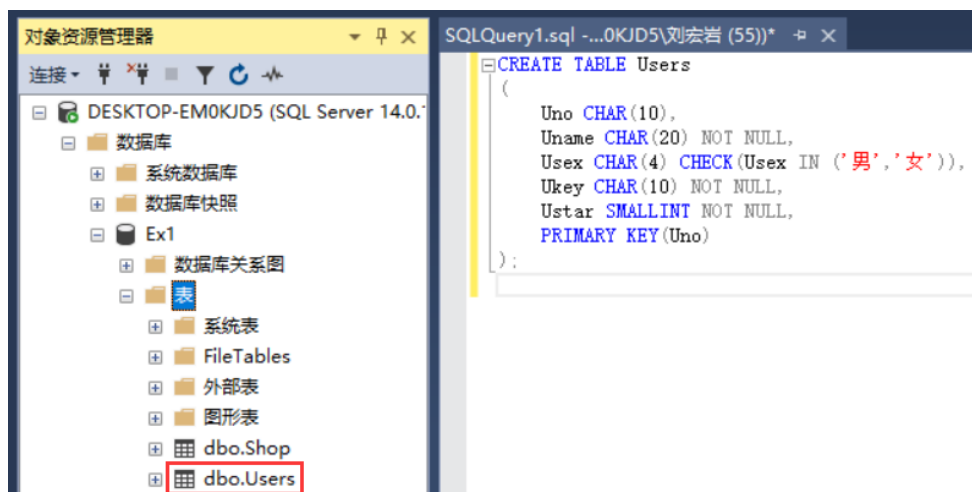 对象资源管理器
连接
DESKTOP-EM0KJD5 (SQL Server 14.0.
数据库
系统数据库
数据库快照
Ex1
数据库关系图
表
系统表
FileTables
外部表
图形表
dbo.Shop
dbo.Users
SQLQuery1.sql -...0KJD5\刘宏岩 (55))*
CREATE TABLE Users
(
Uno CHAR(10),
Uname CHAR(20) NOT NULL,
Usex CHAR(4) CHECK(Usex IN ('男','女')),
Ukey CHAR(10) NOT NULL,
Ustar SMALLINT NOT NULL,
PRIMARY KEY(Uno)
);